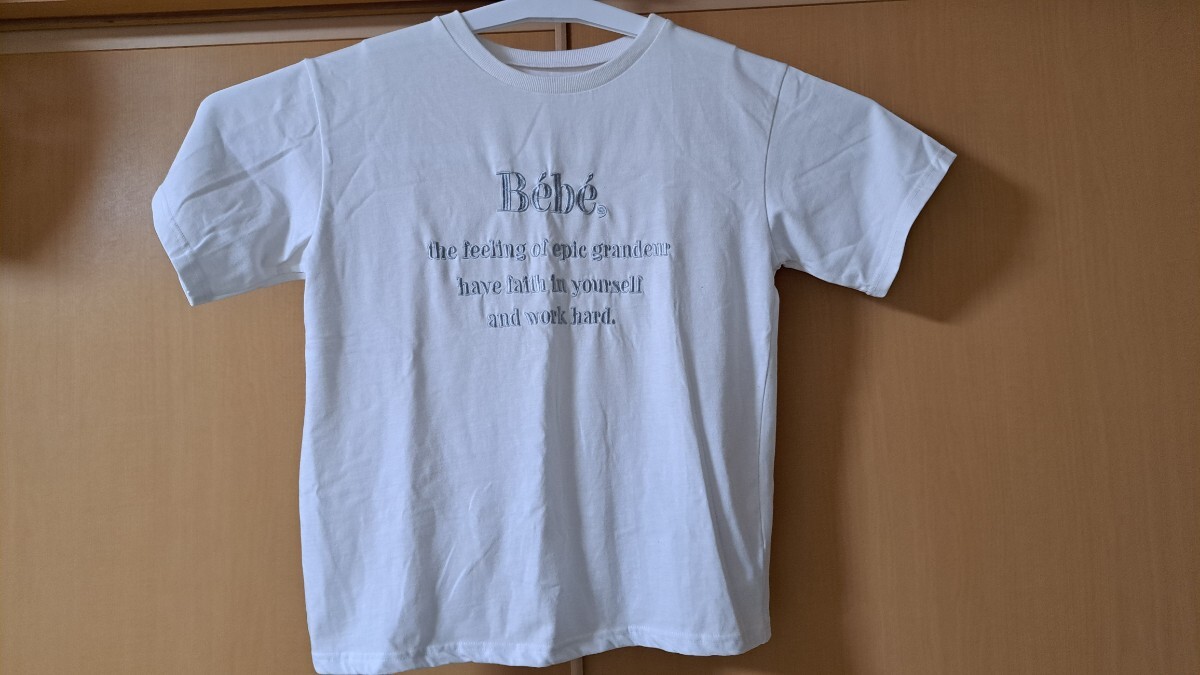 Bébé,
the feeling of epic grandeur
have faith in yourself
and work hard.